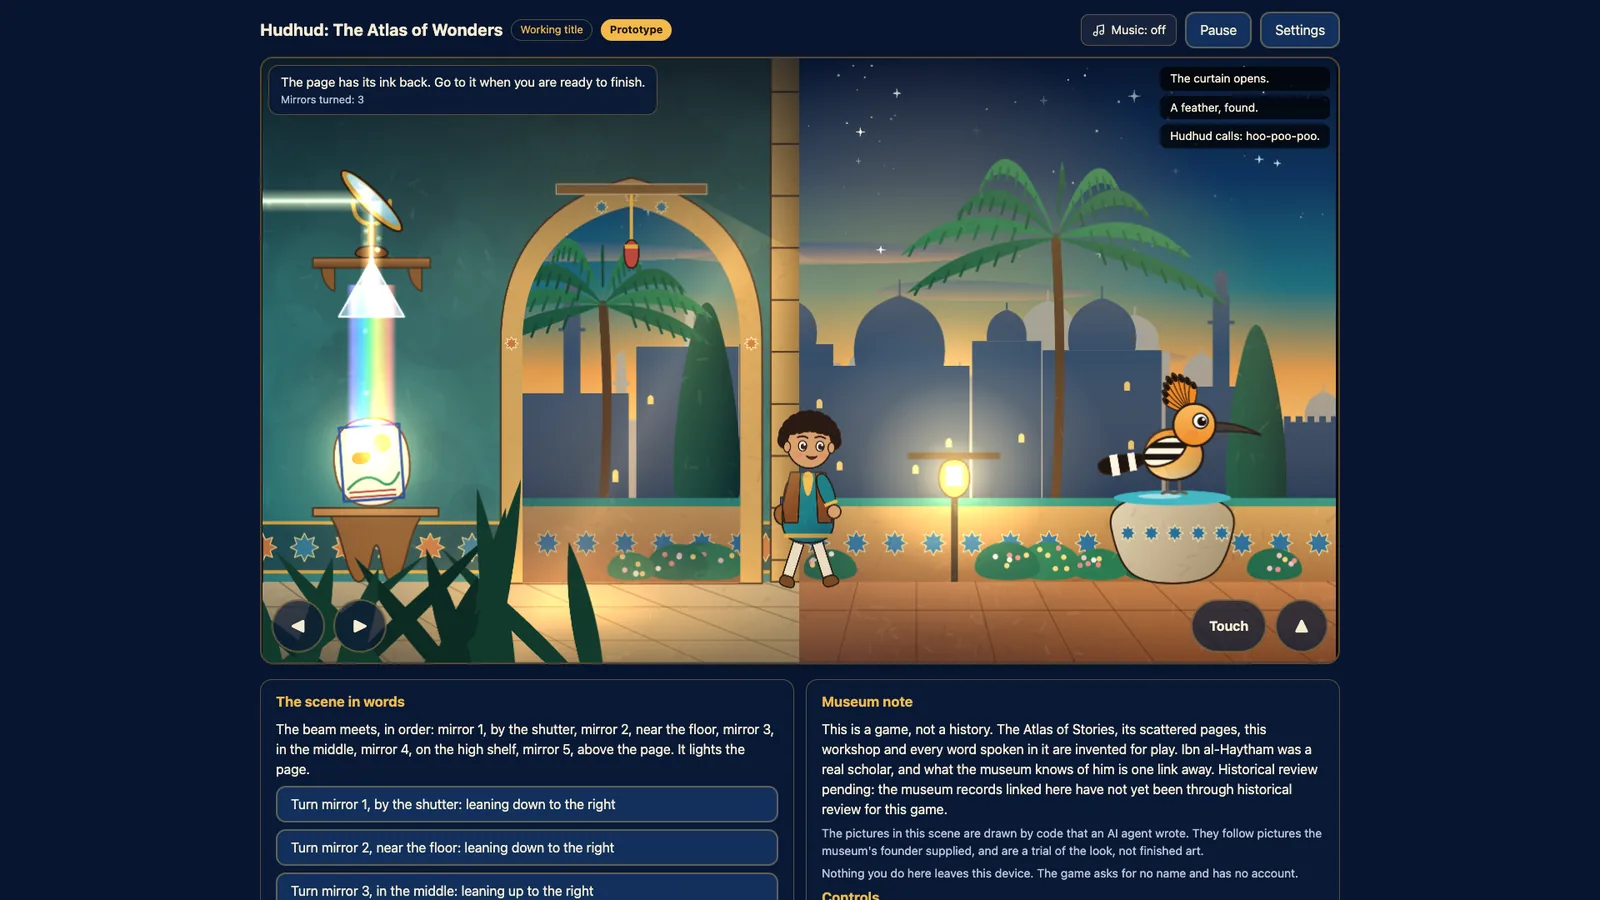 Hudhud: The Atlas of Wonders
Working title
Prototype
Music: off
Pause
Settings
The page has its ink back. Go to it when you are ready to finish.
Mirrors turned: 3
The curtain opens.
A feather, found.
Hudhud calls: hoo-poo-poo.
Touch
The scene in words
The beam meets, in order: mirror 1, by the shutter, mirror 2, near the floor, mirror 3,
in the middle, mirror 4, on the high shelf, mirror 5, above the page. It lights the
page.
Turn mirror 1, by the shutter: leaning down to the right
Turn mirror 2, near the floor: leaning down to the right
Turn mirror 3, in the middle: leaning up to the right
Museum note
This is a game, not a history. The Atlas of Stories, its scattered pages, this
workshop and every word spoken in it are invented for play. Ibn al-Haytham was a
real scholar, and what the museum knows of him is one link away. Historical review
pending: the museum records linked here have not yet been through historical
review for this game.
The pictures in this scene are drawn by code that an AI agent wrote. They follow pictures the
museum's founder supplied, and are a trial of the look, not finished art.
Nothing you do here leaves this device. The game asks for no name and has no account.
Controls